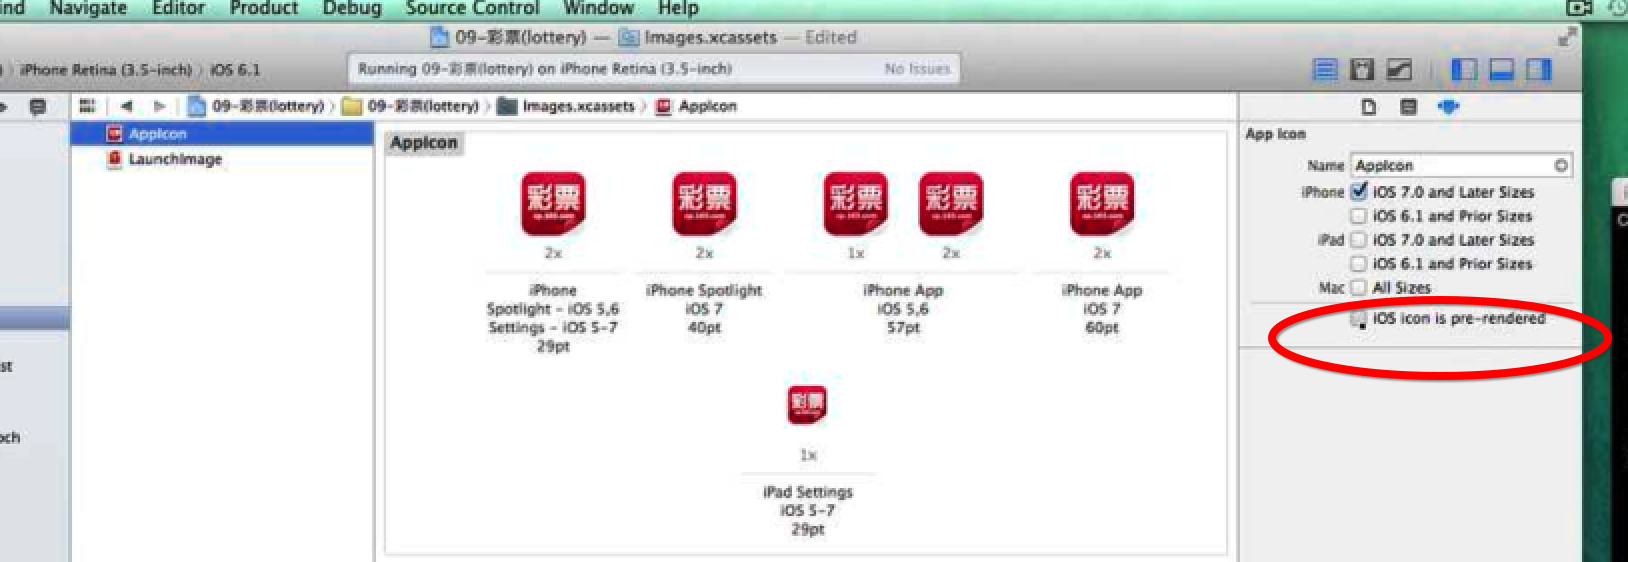 Navigate Editor Product Debug Source Control Window Help
09-彩票(lottery) — Images.xcassets — Edited
iPhone Retina (3.5-inch) iOS 6.1
Running 09-彩票(lottery) on iPhone Retina (3.5-inch) No Issues
09-彩票(lottery) 09-彩票(lottery) Images.xcassets AppIcon
AppIcon
LaunchImage
AppIcon
彩票 彩票 彩票 彩票 彩票
2x 2x 1x 2x 2x
iPhone
Spotlight - iOS 5,6
Settings - iOS 5-7
29pt
iPhone Spotlight
iOS 7
40pt
iPhone App
iOS 5,6
57pt
iPhone App
iOS 7
60pt
彩票
1x
iPad Settings
iOS 5-7
29pt
App Icon
Name AppIcon
iPhone iOS 7.0 and Later Sizes
iOS 6.1 and Prior Sizes
iPad iOS 7.0 and Later Sizes
iOS 6.1 and Prior Sizes
Mac All Sizes
iOS icon is pre-rendered